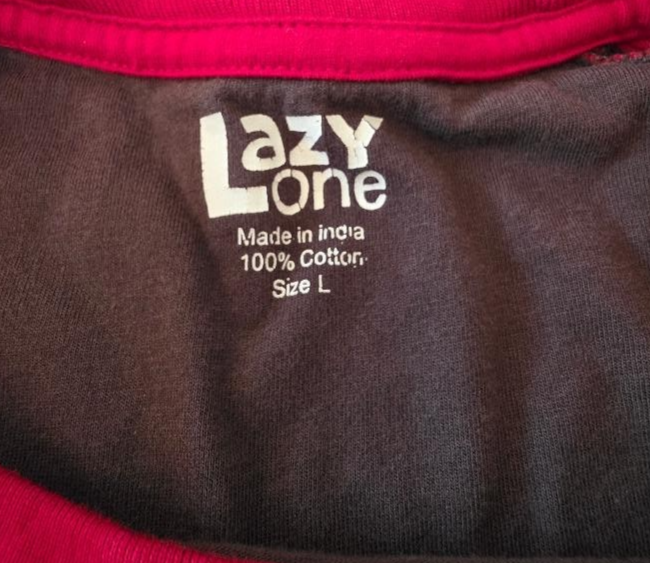 Lazy
one
Made in india
100% Cotton
Size L